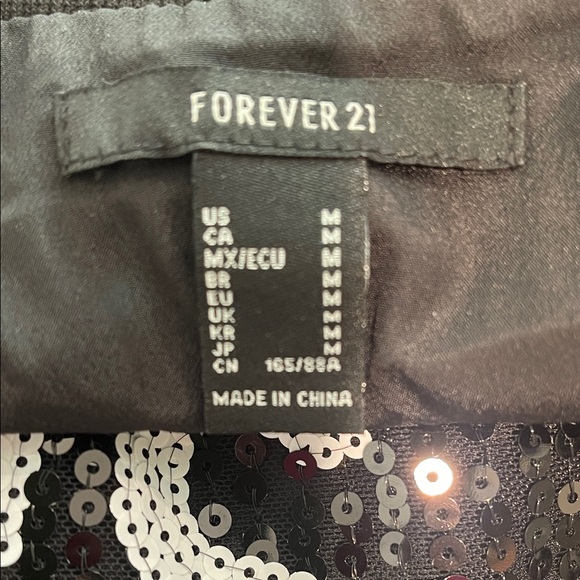 FOREVER 21
US M
CA M
MX/ECU M
BR M
EU M
UK M
KR M
JP M
CN 165/88A
MADE IN CHINA